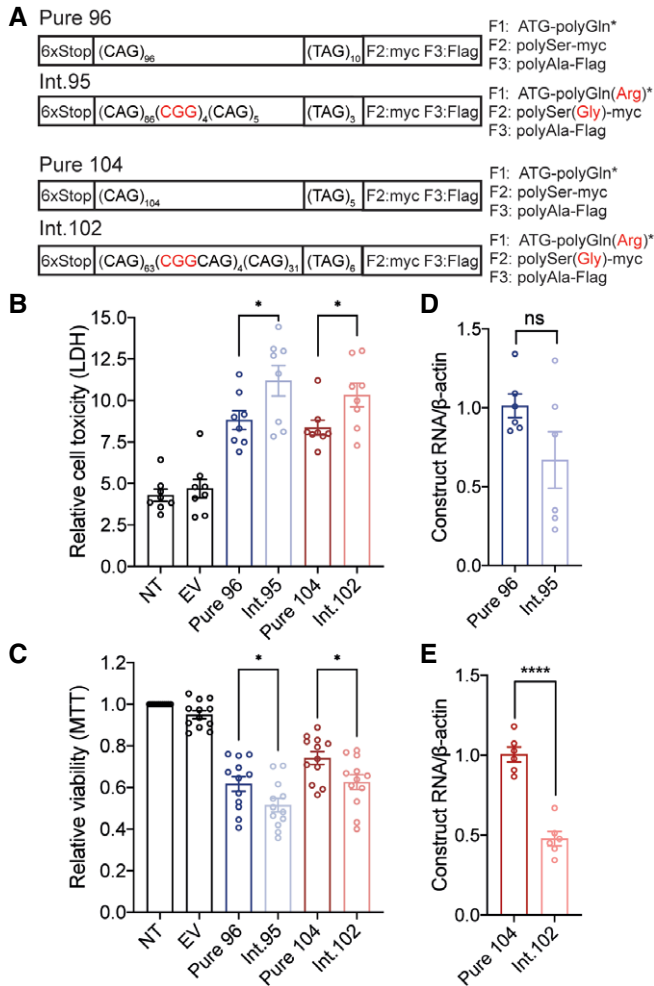 A
Pure 96
6xStop (CAG)96 (TAG)10 F2:myc F3:Flag
F1: ATG-polyGln*
F2: polySer-myc
F3: polyAla-Flag
Int.95
6xStop (CAG)86(CGG)4(CAG)5 (TAG)3 F2:myc F3:Flag
F1: ATG-polyGln(Arg)*
F2: polySer(Gly)-myc
F3: polyAla-Flag
Pure 104
6xStop (CAG)104 (TAG)5 F2:myc F3:Flag
F1: ATG-polyGln*
F2: polySer-myc
F3: polyAla-Flag
Int.102
6xStop (CAG)63(CGGCAG)4(CAG)31 (TAG)6 F2:myc F3:Flag
F1: ATG-polyGln(Arg)*
F2: polySer(Gly)-myc
F3: polyAla-Flag
B
Relative cell toxicity (LDH)
15.0
12.5
10.0
7.5
5.0
2.5
0.0
* *
NT EV Pure 96 Int.95 Pure 104 Int.102
D
Construct RNA/β-actin
1.5
1.0
0.5
0.0
ns
Pure 96 Int.95
C
Relative viability (MTT)
1.2
1.0
0.8
0.6
0.4
0.2
0.0
* *
NT EV Pure 96 Int.95 Pure 104 Int.102
E
Construct RNA/β-actin
1.5
1.0
0.5
0.0
****
Pure 104 Int.102